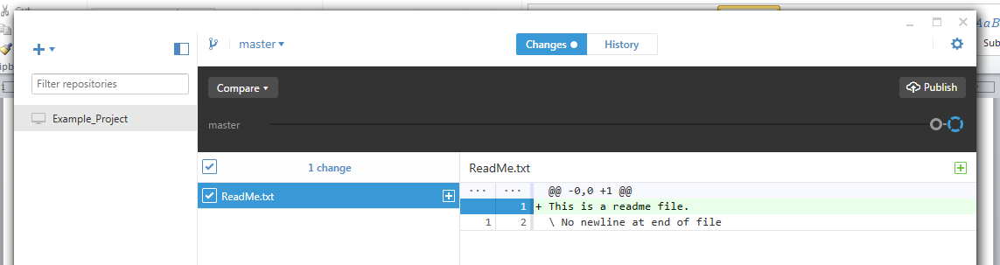 Cut
AaB
Sub
ipb
master
Changes
History
Filter repositories
Compare
Publish
Example_Project
master
1 change
ReadMe.txt
ReadMe.txt
··· ··· @@ -0,0 +1 @@
1 + This is a readme file.
1 2 \ No newline at end of file